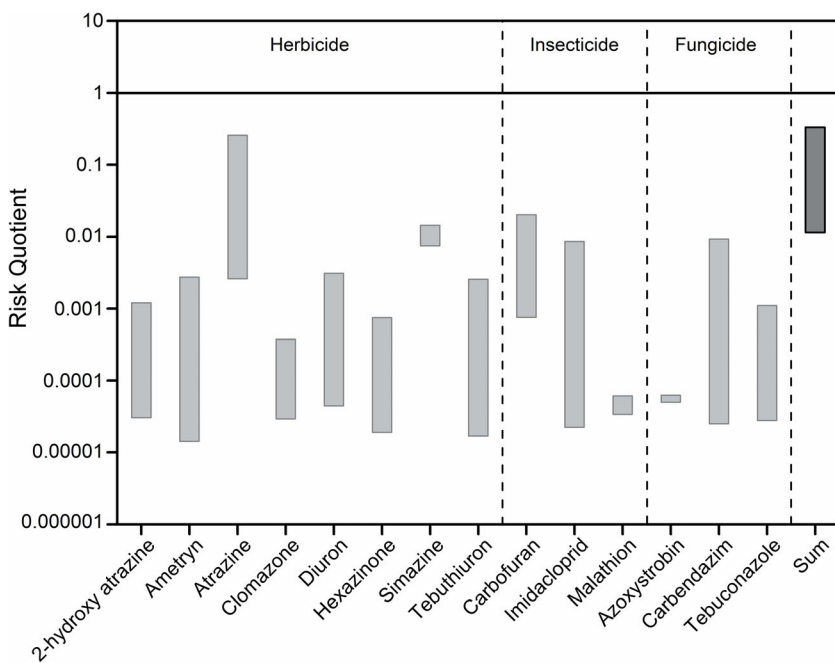 Herbicide
Insecticide
Fungicide
Risk Quotient
10
1
0.1
0.01
0.001
0.0001
0.00001
0.000001
2-hydroxy atrazine
Ametryn
Atrazine
Clomazone
Diuron
Hexazinone
Simazine
Tebuthiuron
Carbofuran
Imidacloprid
Malathion
Azoxystrobin
Carbendazim
Tebuconazole
Sum